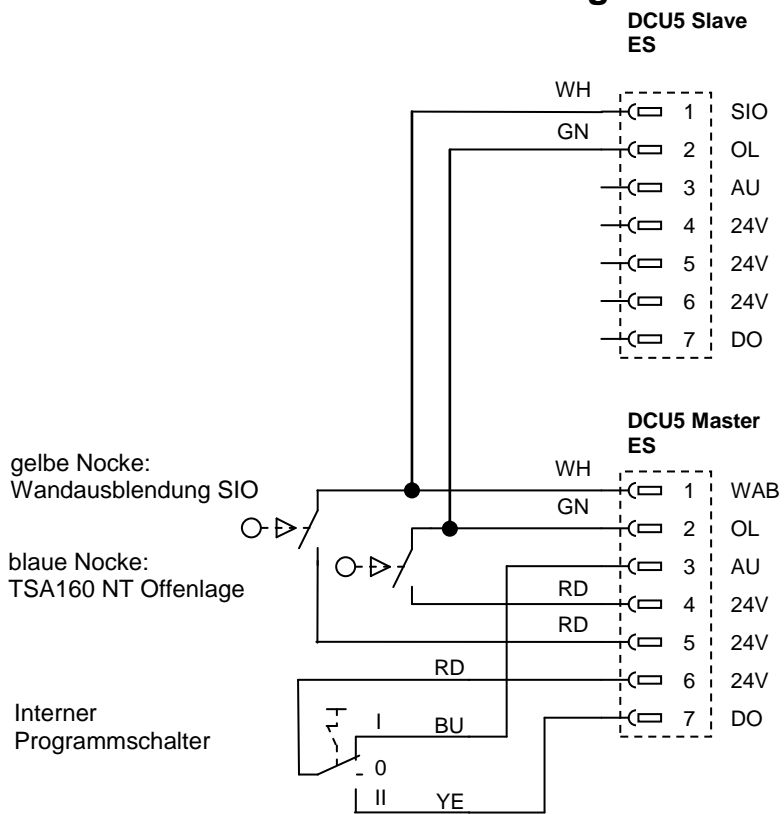 g
DCU5 Slave
ES
WH
1 SIO
GN
2 OL
3 AU
4 24V
5 24V
6 24V
7 DO
DCU5 Master
ES
gelbe Nocke:
Wandausblendung SIO
WH
1 WAB
GN
2 OL
blaue Nocke:
TSA160 NT Offenlage
3 AU
RD
4 24V
RD
5 24V
RD
6 24V
Interner
Programmschalter
I
BU
7 DO
0
II
YE